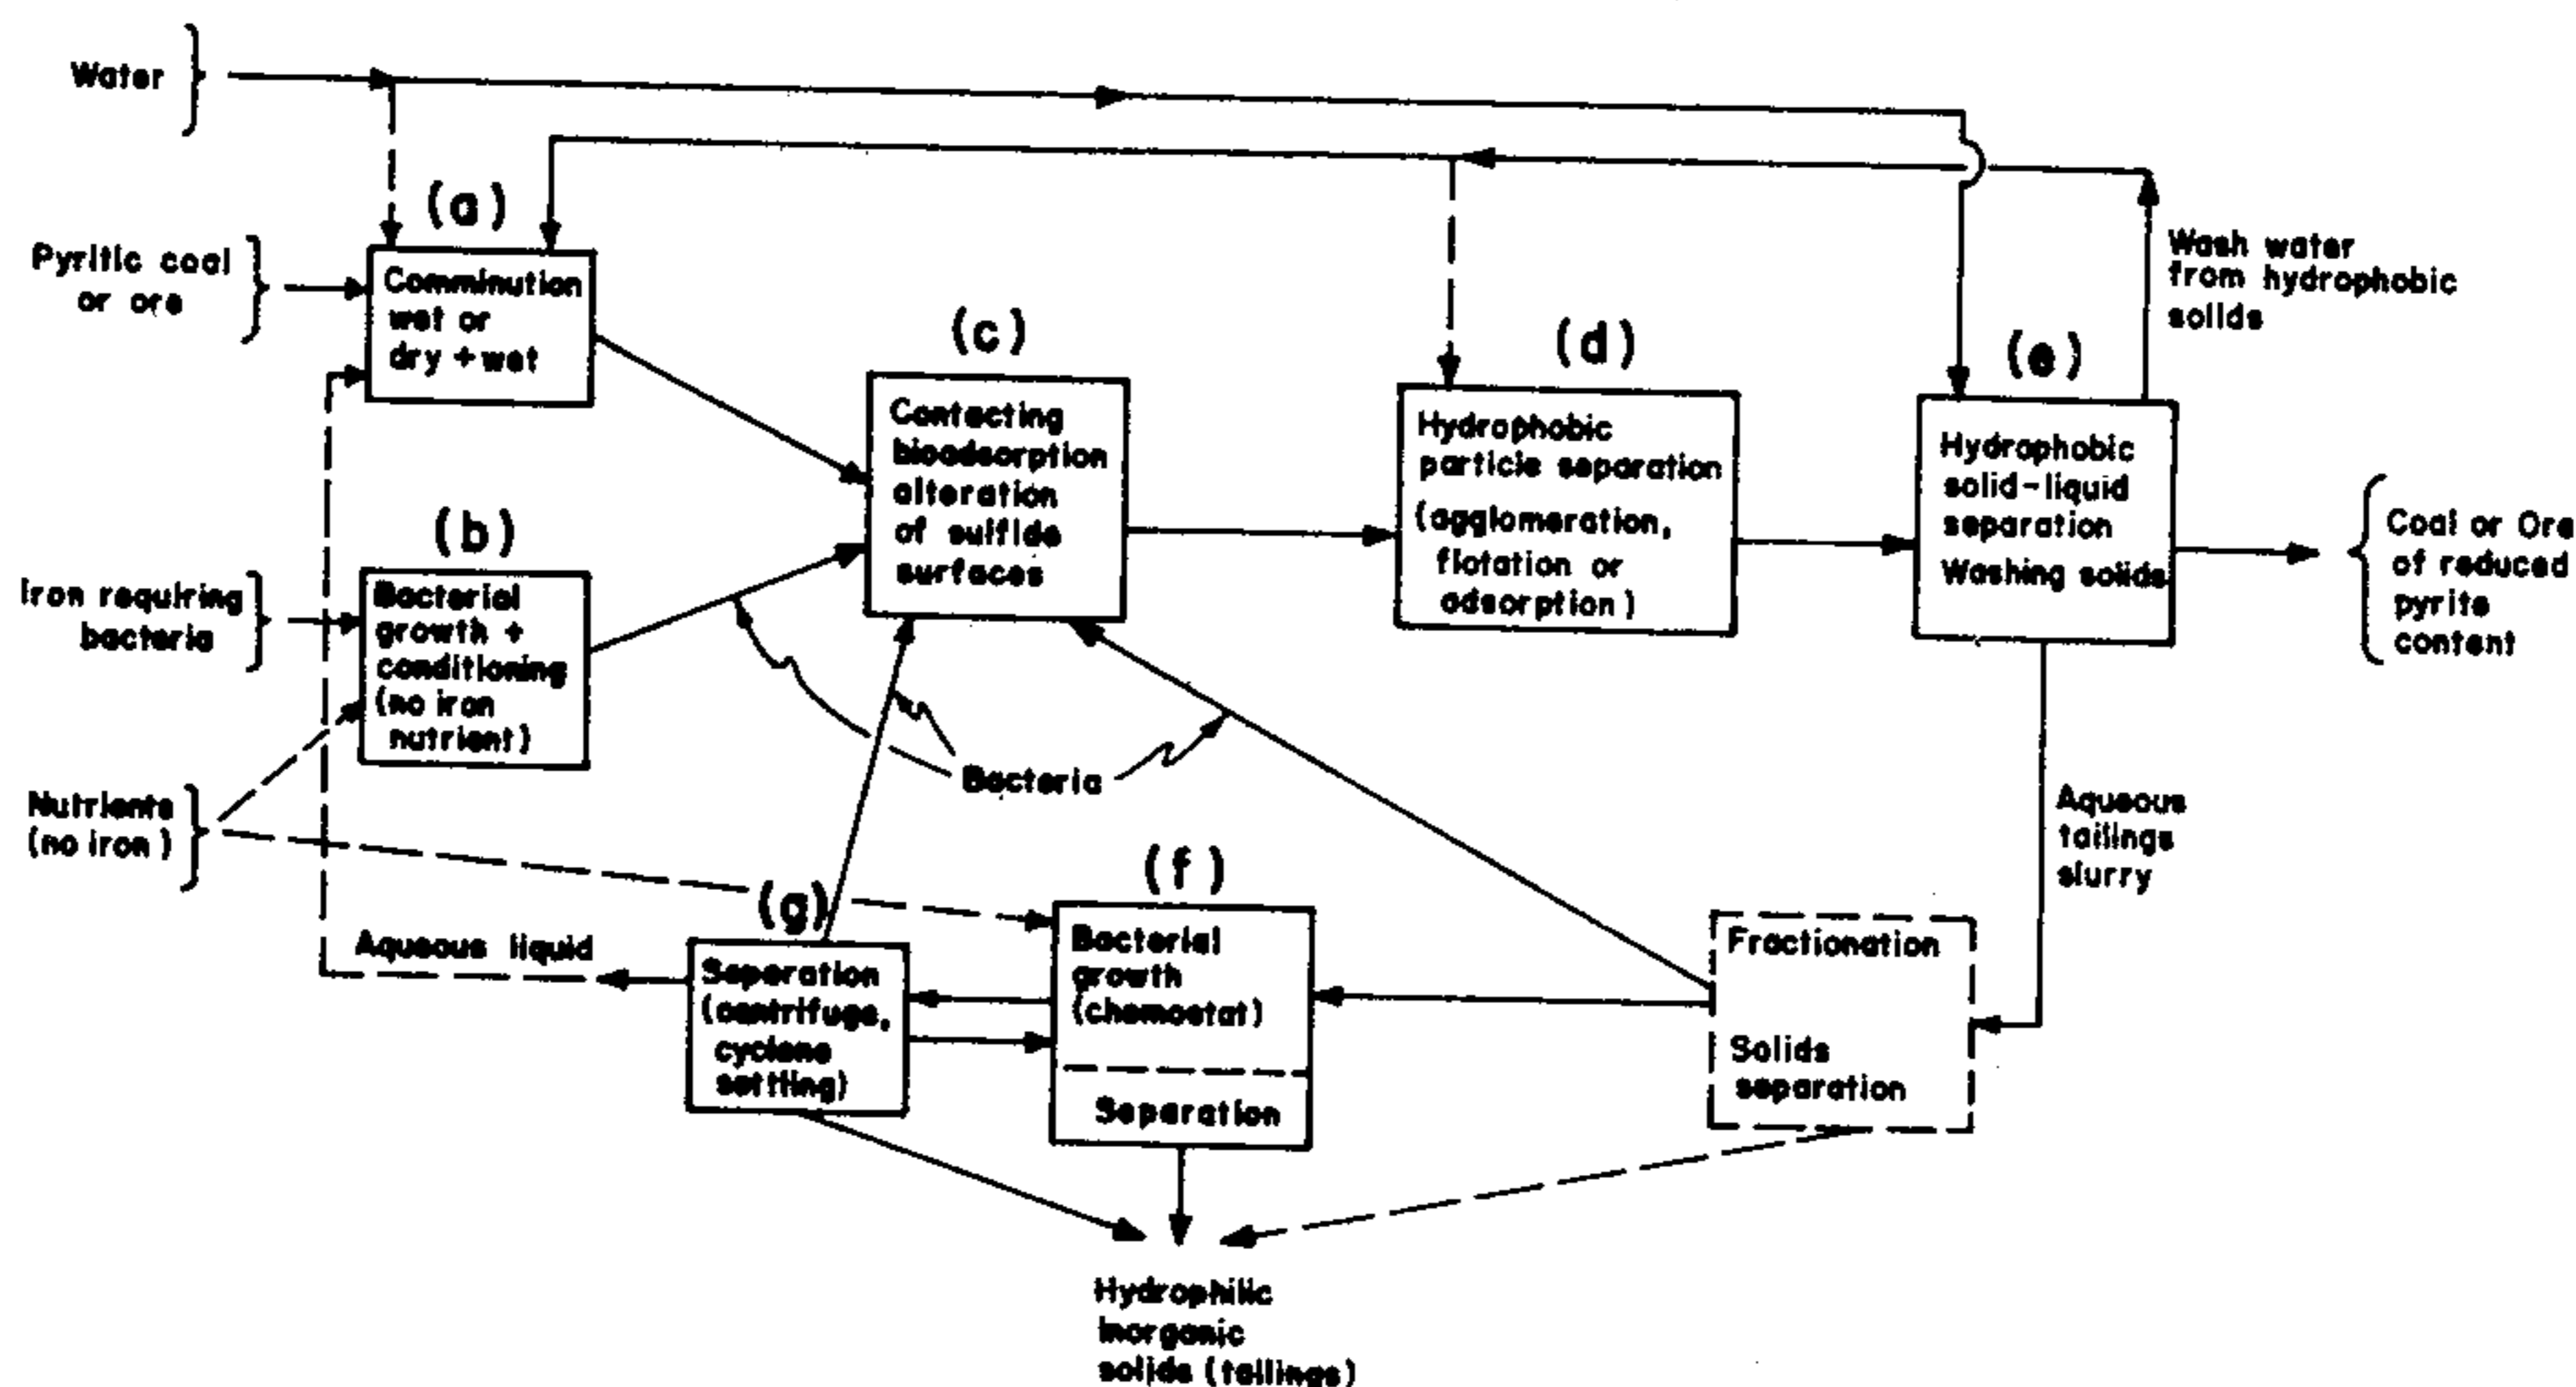 Water
(a)
Pyritic coal
or ore
Comminution
wet or
dry + wet
Wash water
from hydrophobic
solids
(c)
(d)
(e)
Contacting
bioadsorption
alteration
of sulfide
surfaces
Hydrophobic
particle separation
(agglomeration,
flotation or
adsorption)
Hydrophobic
solid-liquid
separation
Washing solids
Coal or Ore
of reduced
pyrite
content
(b)
Iron requiring
bacteria
Bacterial
growth +
conditioning
(no iron
nutrient)
Bacteria
Nutrients
(no iron)
Aqueous
tailings
slurry
(g)
(f)
Aqueous liquid
Separation
(centrifuge,
cyclone
settling)
Bacterial
growth
(chemostat)
Separation
Fractionation
Solids
separation
Hydrophilic
inorganic
solids (tailings)